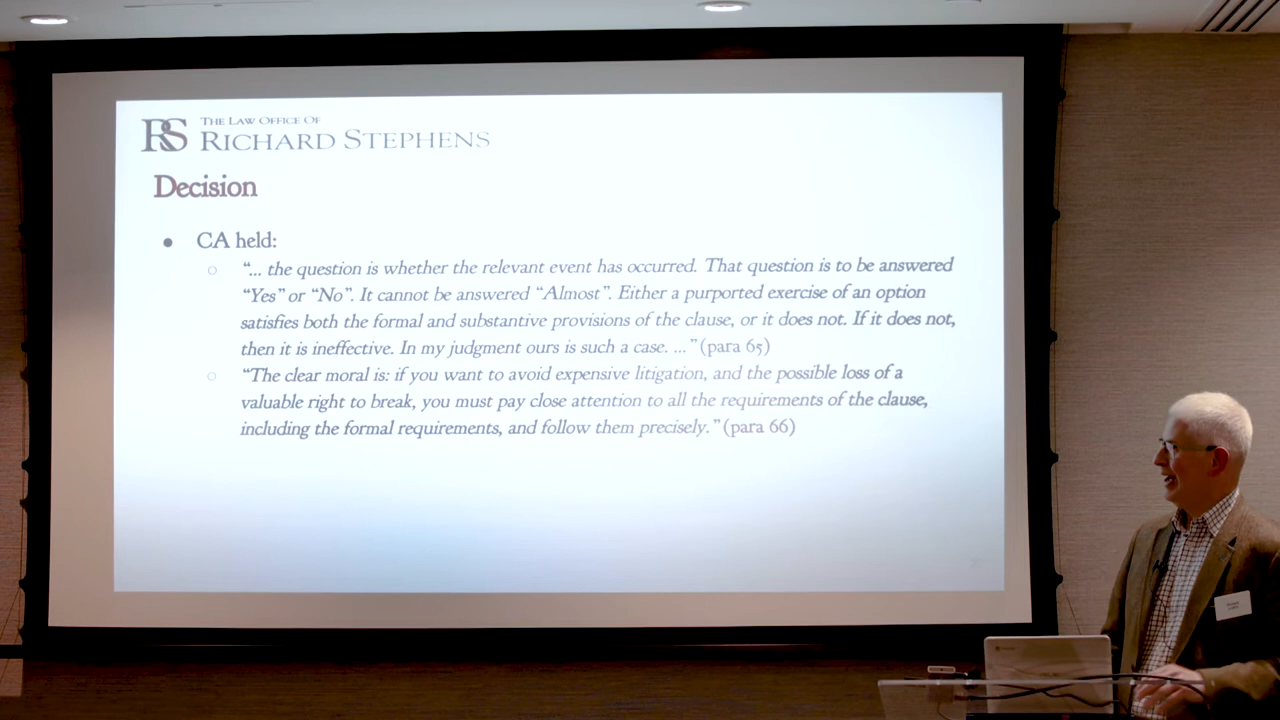 RS
THE LAW OFFICE OF
RICHARD STEPHENS
Decision
● CA held:
○ “... the question is whether the relevant event has occurred. That question is to be answered
“Yes” or “No”. It cannot be answered “Almost”. Either a purported exercise of an option
satisfies both the formal and substantive provisions of the clause, or it does not. If it does not,
then it is ineffective. In my judgment ours is such a case. ...” (para 65)
○ “The clear moral is: if you want to avoid expensive litigation, and the possible loss of a
valuable right to break, you must pay close attention to all the requirements of the clause,
including the formal requirements, and follow them precisely.” (para 66)